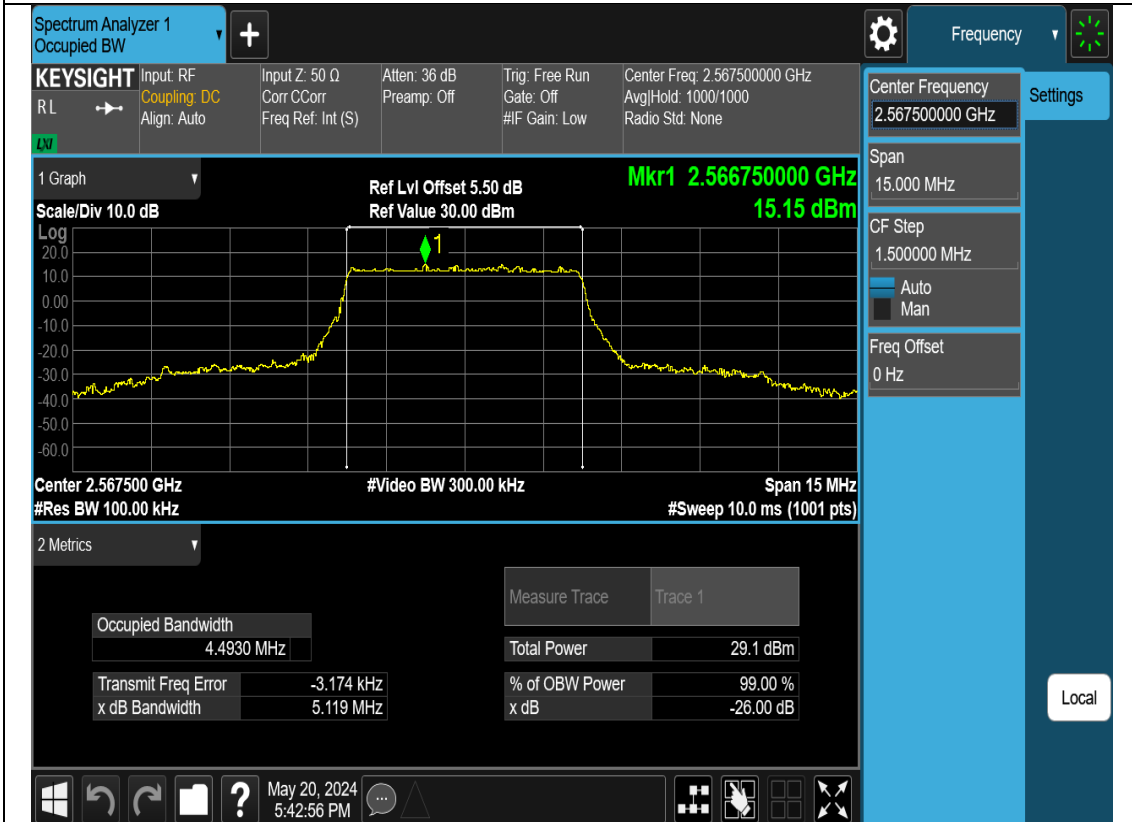 Spectrum Analyzer 1
Occupied BW
Frequency
KEYSIGHT
RL
LXI
Input: RF
Coupling: DC
Align: Auto
Input Z: 50 Ω
Corr CCorr
Freq Ref: Int (S)
Atten: 36 dB
Preamp: Off
Trig: Free Run
Gate: Off
#IF Gain: Low
Center Freq: 2.567500000 GHz
Avg|Hold: 1000/1000
Radio Std: None
1 Graph
Scale/Div 10.0 dB
Ref Lvl Offset 5.50 dB
Ref Value 30.00 dBm
Mkr1 2.566750000 GHz
15.15 dBm
Log
20.0
10.0
0.00
-10.0
-20.0
-30.0
-40.0
-50.0
-60.0
1
Center 2.567500 GHz
#Video BW 300.00 kHz
Span 15 MHz
#Res BW 100.00 kHz
#Sweep 10.0 ms (1001 pts)
2 Metrics
Measure Trace Trace 1
Occupied Bandwidth
4.4930 MHz
Total Power 29.1 dBm
Transmit Freq Error -3.174 kHz
% of OBW Power 99.00 %
x dB Bandwidth 5.119 MHz
x dB -26.00 dB
Center Frequency
2.567500000 GHz
Settings
Span
15.000 MHz
CF Step
1.500000 MHz
Auto
Man
Freq Offset
0 Hz
Local
?
May 20, 2024
5:42:56 PM